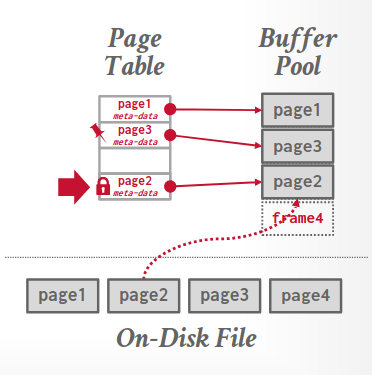 Page
Table
Buffer
Pool
page1
meta-data
page3
meta-data
page2
meta-data
page1
page3
page2
frame4
page1 page2 page3 page4
On-Disk File